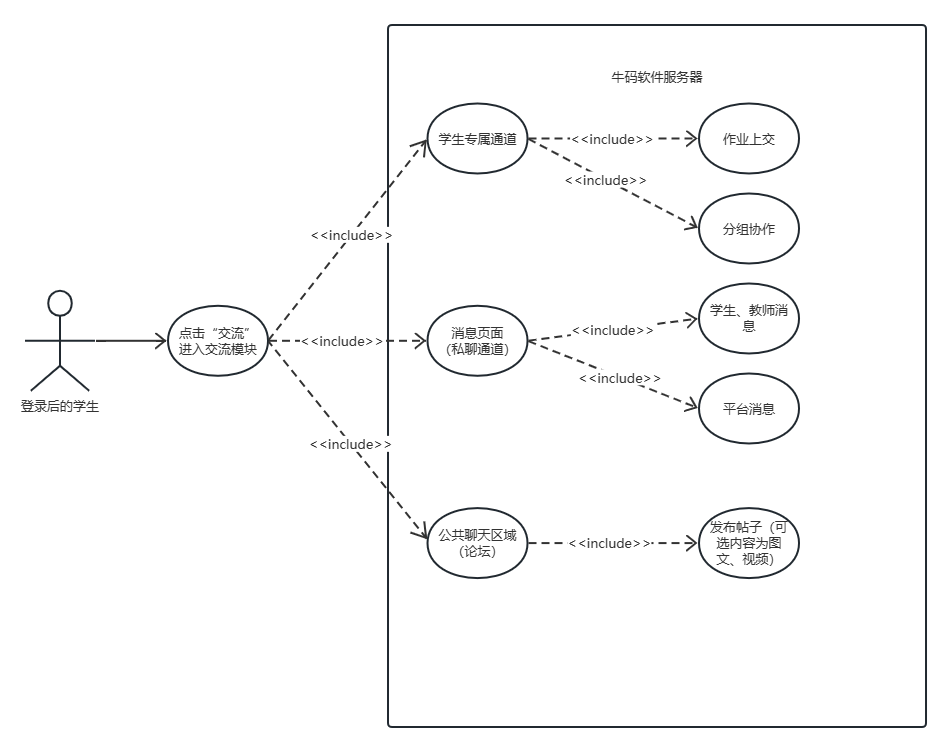 牛码软件服务器
学生专属通道
<<include>>
作业上交
<<include>>
分组协作
<<include>>
学生、教师消
息
点击“交流”
进入交流模块
<<include>>
消息页面
（私聊通道）
<<include>>
<<include>>
平台消息
登录后的学生
<<include>>
公共聊天区域
（论坛）
<<include>>
发布帖子（可
选内容为图
文、视频）